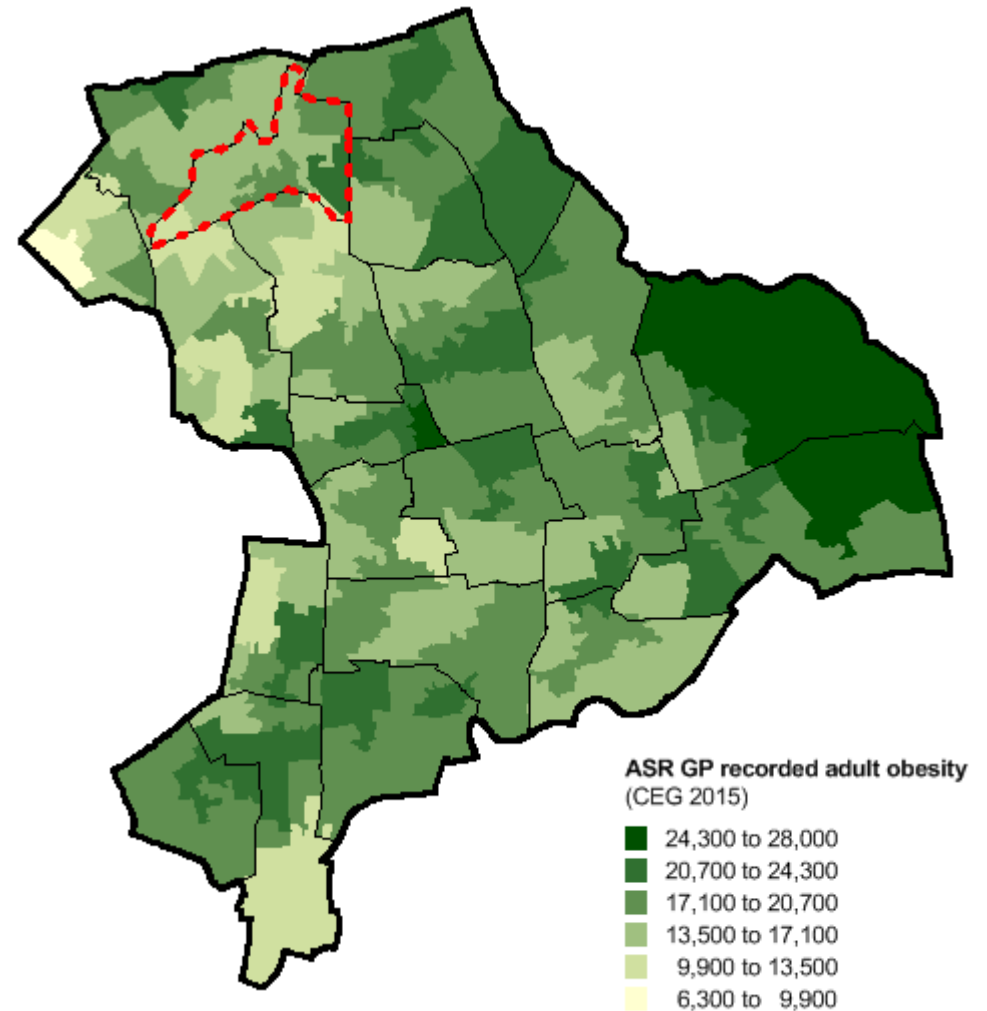 ASR GP recorded adult obesity
(CEG 2015)
24,300 to 28,000
20,700 to 24,300
17,100 to 20,700
13,500 to 17,100
9,900 to 13,500
6,300 to 9,900